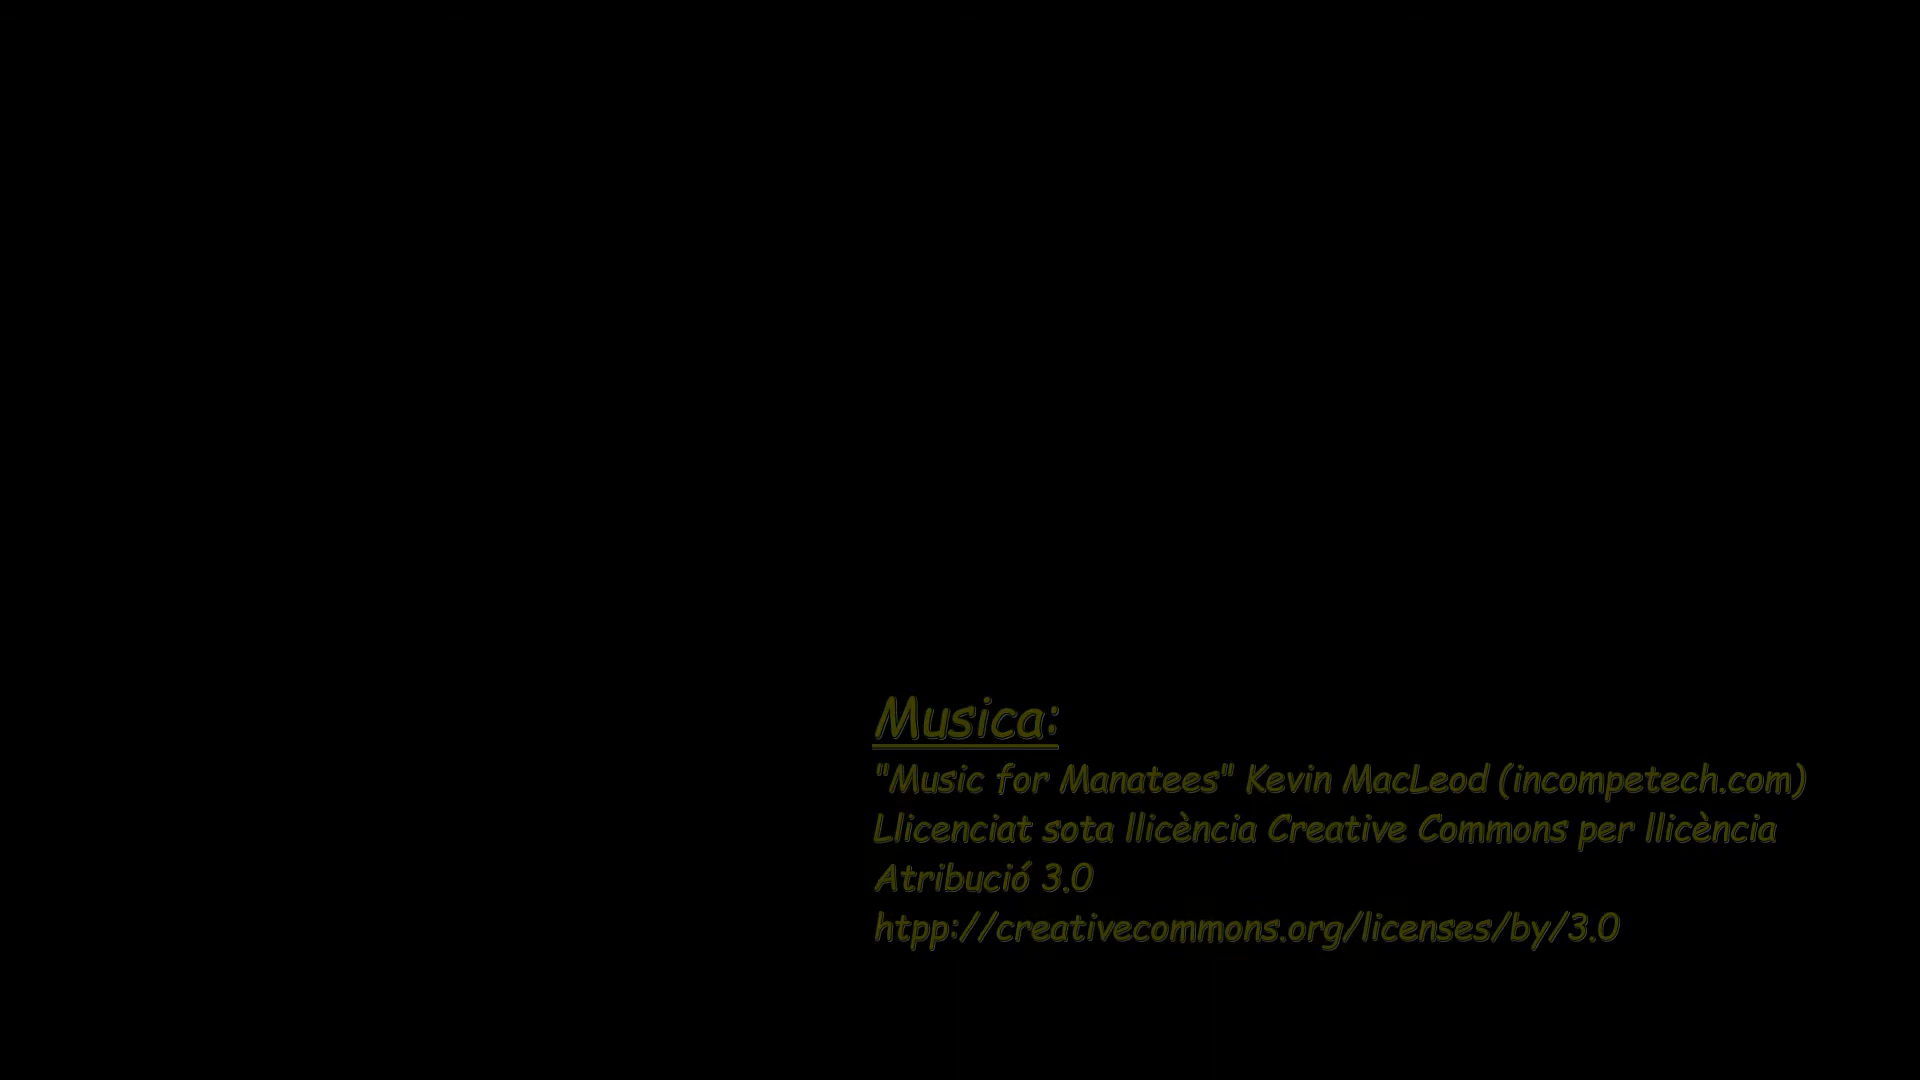 Musica:
"Music for Manatees" Kevin MacLeod (incompetech.com)
Llicenciat sota llicència Creative Commons per llicència
Atribució 3.0
htpp://creativecommons.org/licenses/by/3.0